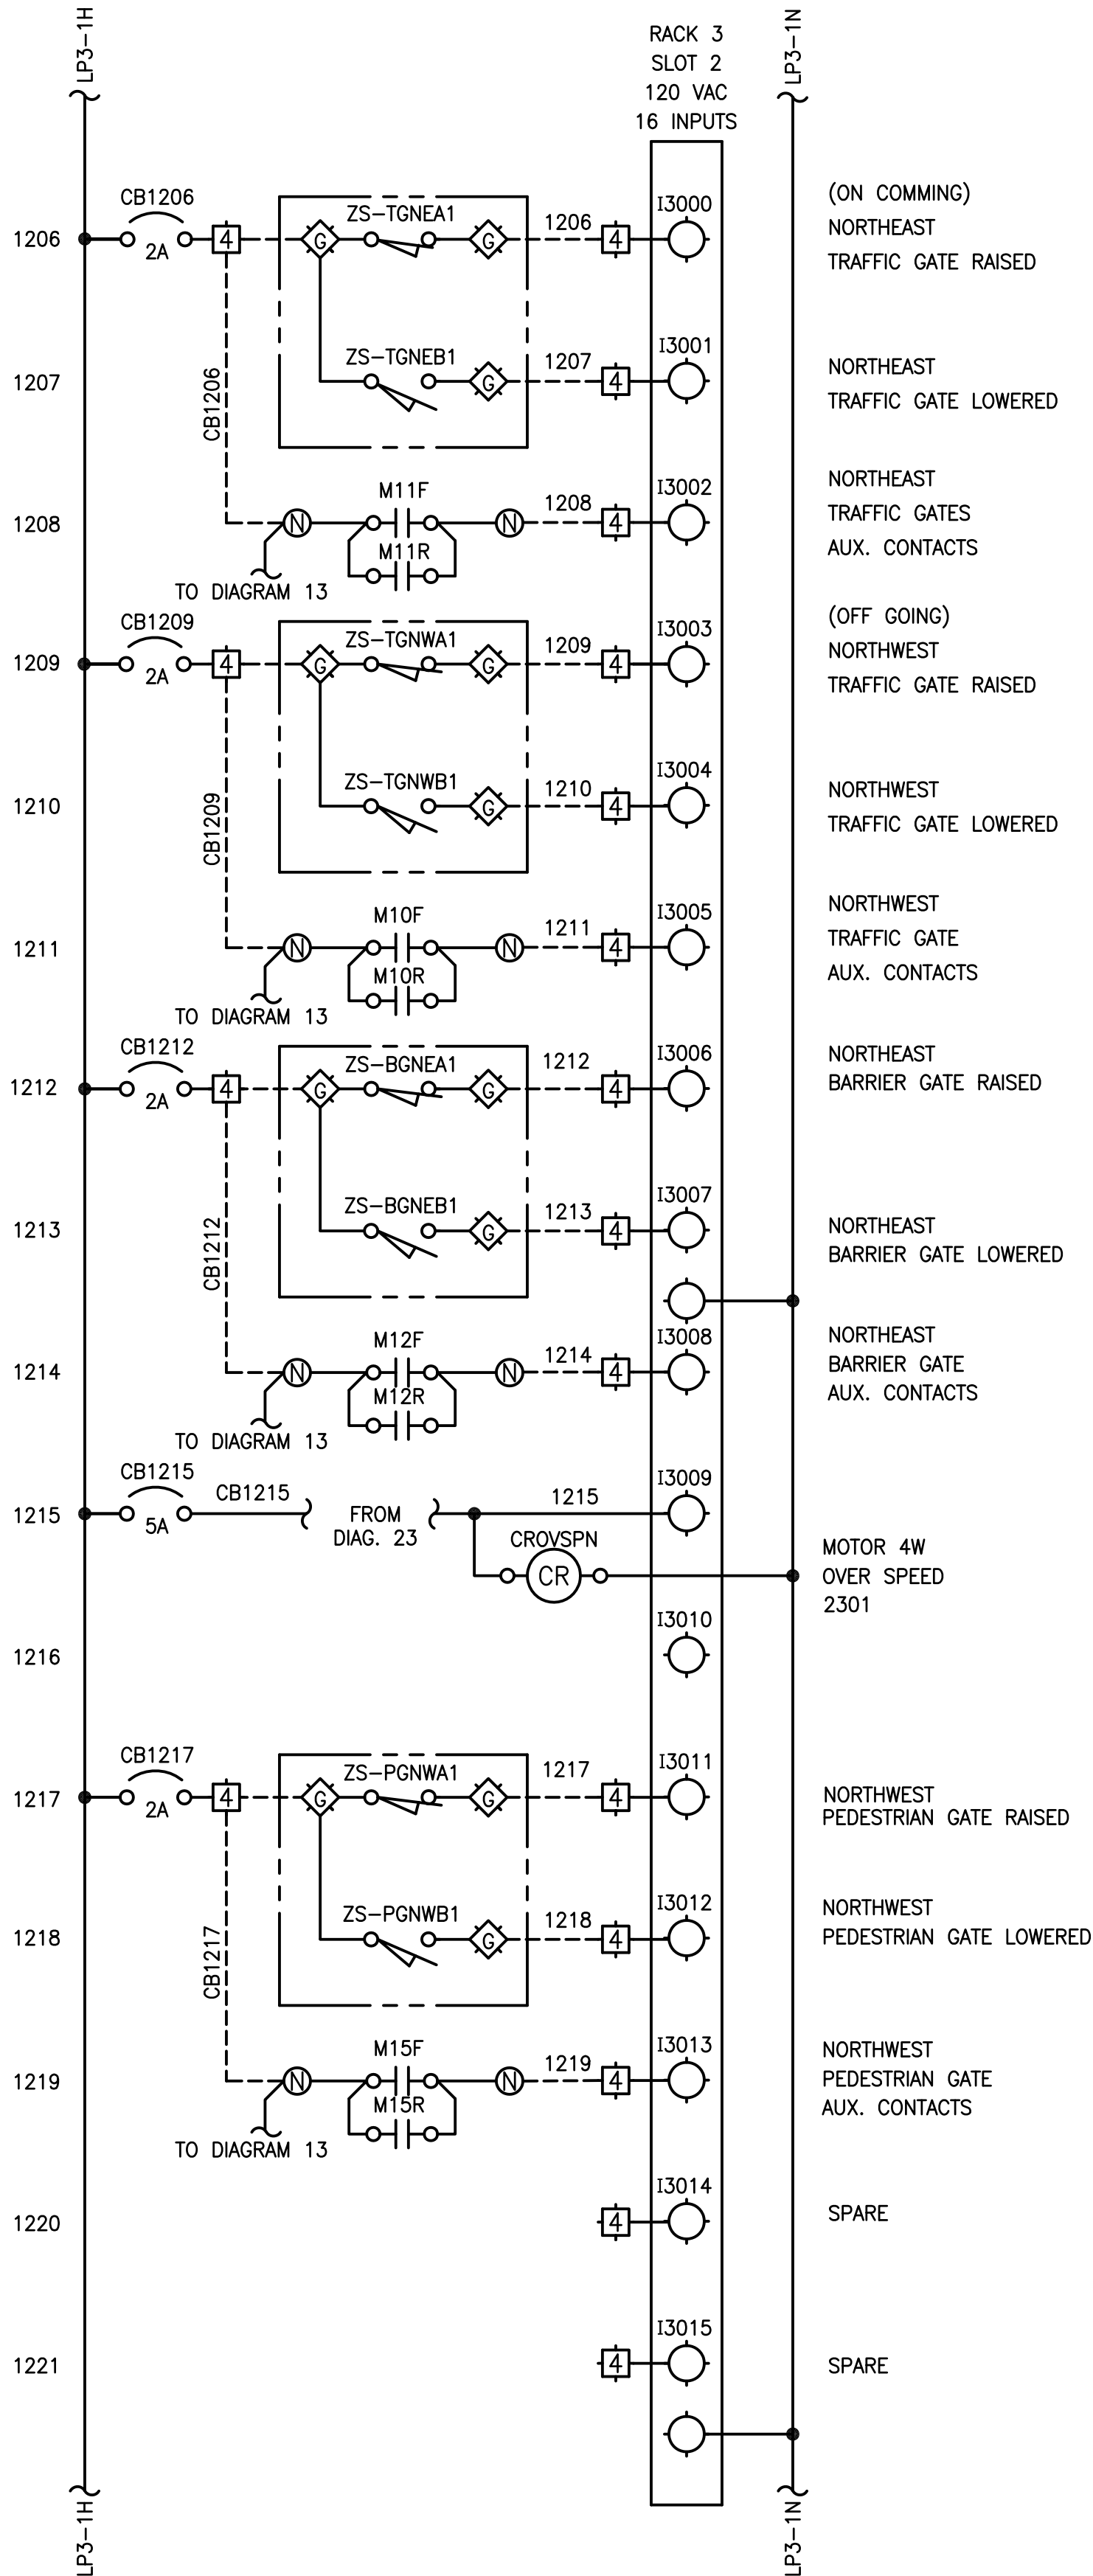 LP3-1H
RACK 3
SLOT 2
120 VAC
16 INPUTS
LP3-1N
1206
CB1206
2A
4
G
ZS-TGNEA1
G
1206
4
I3000
(ON COMMING)
NORTHEAST
TRAFFIC GATE RAISED
1207
CB1206
ZS-TGNEB1
G
1207
4
I3001
NORTHEAST
TRAFFIC GATE LOWERED
1208
N
M11F
M11R
N
1208
4
I3002
NORTHEAST
TRAFFIC GATES
AUX. CONTACTS
TO DIAGRAM 13
1209
CB1209
2A
4
G
ZS-TGNWA1
G
1209
4
I3003
(OFF GOING)
NORTHWEST
TRAFFIC GATE RAISED
1210
CB1209
ZS-TGNWB1
G
1210
4
I3004
NORTHWEST
TRAFFIC GATE LOWERED
1211
N
M10F
M10R
N
1211
4
I3005
NORTHWEST
TRAFFIC GATE
AUX. CONTACTS
TO DIAGRAM 13
1212
CB1212
2A
4
G
ZS-BGNEA1
G
1212
4
I3006
NORTHEAST
BARRIER GATE RAISED
1213
CB1212
ZS-BGNEB1
G
1213
4
I3007
NORTHEAST
BARRIER GATE LOWERED
1214
N
M12F
M12R
N
1214
4
I3008
NORTHEAST
BARRIER GATE
AUX. CONTACTS
TO DIAGRAM 13
1215
CB1215
5A
CB1215
FROM
DIAG. 23
1215
I3009
CROVSPN
CR
MOTOR 4W
OVER SPEED
2301
1216
I3010
1217
CB1217
2A
4
G
ZS-PGNWA1
G
1217
4
I3011
NORTHWEST
PEDESTRIAN GATE RAISED
1218
CB1217
ZS-PGNWB1
G
1218
4
I3012
NORTHWEST
PEDESTRIAN GATE LOWERED
1219
N
M15F
M15R
N
1219
4
I3013
NORTHWEST
PEDESTRIAN GATE
AUX. CONTACTS
TO DIAGRAM 13
1220
4
I3014
SPARE
1221
4
I3015
SPARE
LP3-1H
LP3-1N